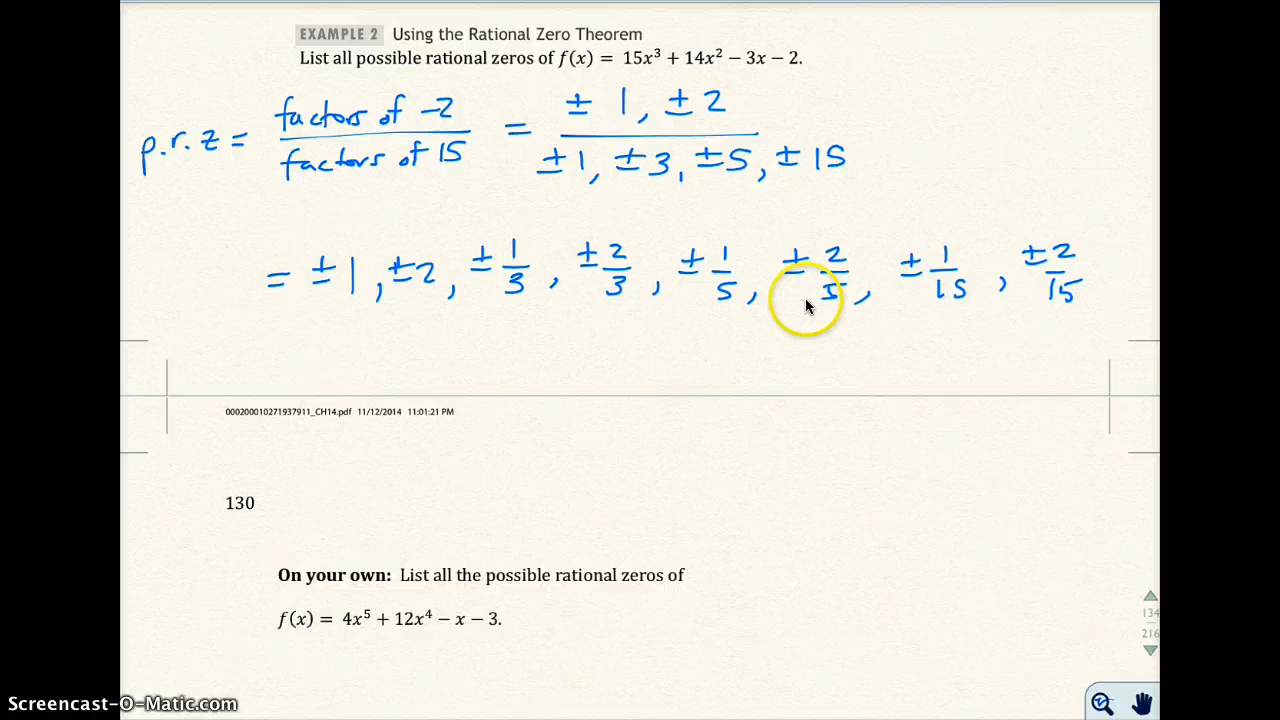 EXAMPLE 2 Using the Rational Zero Theorem
List all possible rational zeros of f(x) = 15x³ + 14x² − 3x − 2.
p.r.z = factors of -2 / factors of 15 = ± 1, ± 2 / ±1, ±3, ±5, ±15
= ±1, ±2, ±1/3, ±2/3, ±1/5, ±2/5, ±1/15, ±2/15
000200010271937911_CH14.pdf 11/12/2014 11:01:21 PM
130
On your own: List all the possible rational zeros of
f(x) = 4x⁵ + 12x⁴ − x − 3.
134
216
Screencast-O-Matic.com